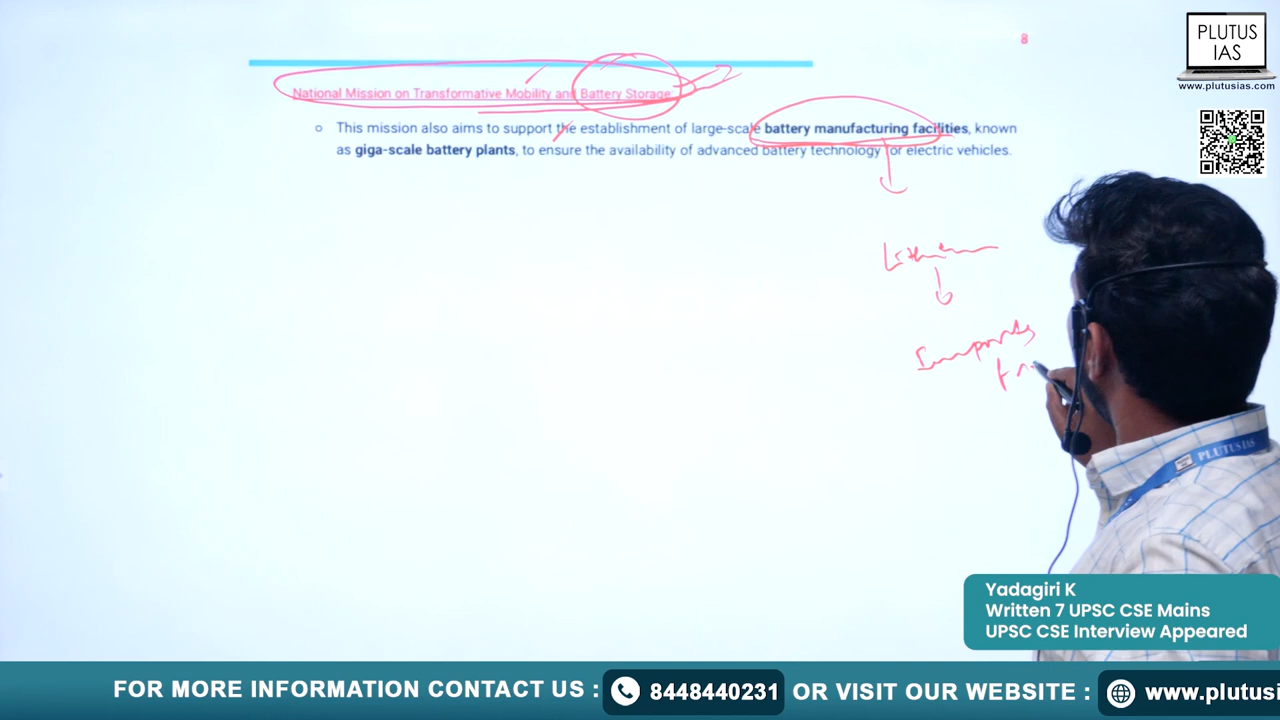 8
PLUTUS
IAS
www.plutusias.com
National Mission on Transformative Mobility and Battery Storage
This mission also aims to support the establishment of large-scale battery manufacturing facilities, known
as giga-scale battery plants, to ensure the availability of advanced battery technology for electric vehicles.
Lithium
Imports
PLUTUS IAS
Yadagiri K
Written 7 UPSC CSE Mains
UPSC CSE Interview Appeared
FOR MORE INFORMATION CONTACT US : 8448440231 OR VISIT OUR WEBSITE : www.plutusi